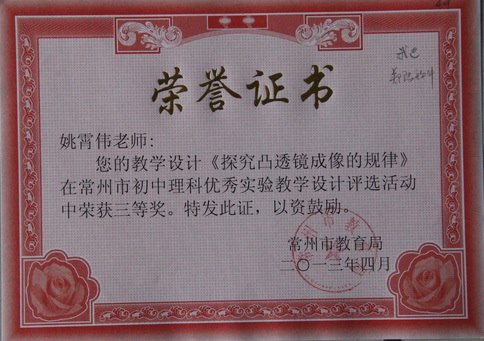 荣誉证书
姚霄伟老师:
您的教学设计《探究凸透镜成像的规律》
在常州市初中理科优秀实验教学设计评选活动
中荣获三等奖。特发此证，以资鼓励。
常州市教育局
二〇一三年四月